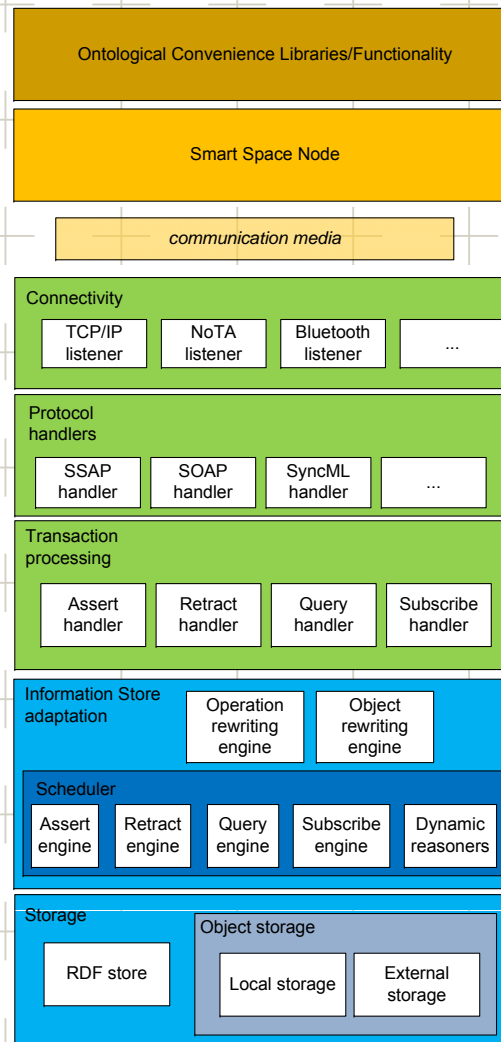 Ontological Convenience Libraries/Functionality
Smart Space Node
communication media
Connectivity
TCP/IP
listener
NoTA
listener
Bluetooth
listener
...
Protocol
handlers
SSAP
handler
SOAP
handler
SyncML
handler
...
Transaction
processing
Assert
handler
Retract
handler
Query
handler
Subscribe
handler
Information Store
adaptation
Operation
rewriting
engine
Object
rewriting
engine
Scheduler
Assert
engine
Retract
engine
Query
engine
Subscribe
engine
Dynamic
reasoners
Storage
Object storage
RDF store
Local storage
External
storage